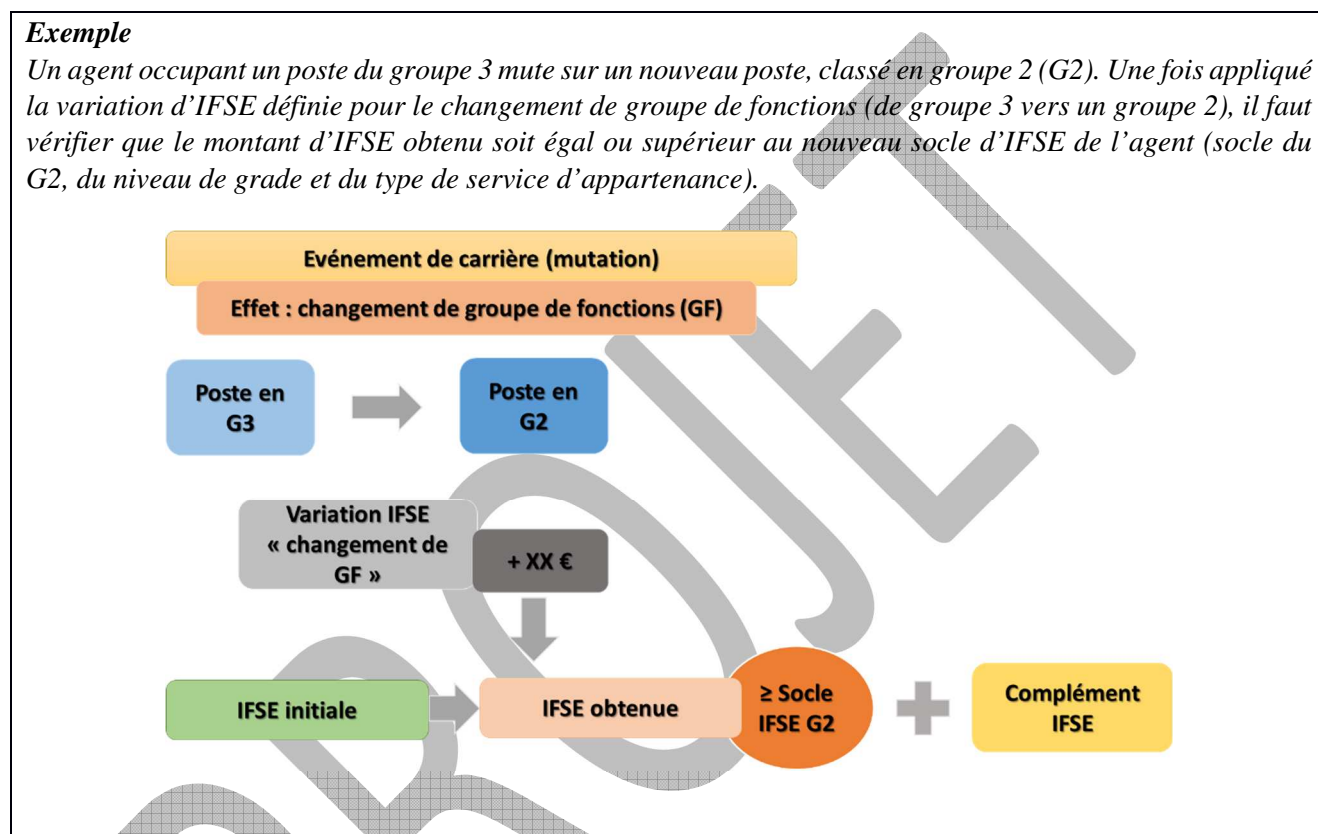 Exemple
Un agent occupant un poste du groupe 3 mute sur un nouveau poste, classé en groupe 2 (G2). Une fois appliqué
la variation d’IFSE définie pour le changement de groupe de fonctions (de groupe 3 vers un groupe 2), il faut
vérifier que le montant d’IFSE obtenu soit égal ou supérieur au nouveau socle d’IFSE de l’agent (socle du
G2, du niveau de grade et du type de service d’appartenance).
Evénement de carrière (mutation)
Effet : changement de groupe de fonctions (GF)
Poste en
G3
Poste en
G2
Variation IFSE
« changement de
GF »
+ XX €
IFSE initiale
IFSE obtenue
≥ Socle
IFSE G2
Complément
IFSE
PROJET